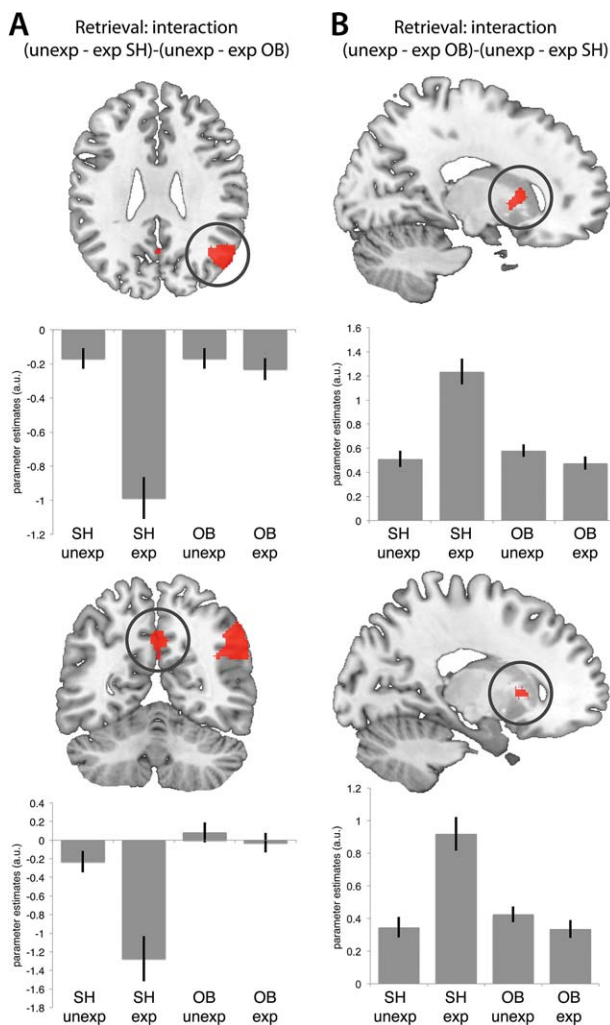 A
Retrieval: interaction
(unexp - exp SH)-(unexp - exp OB)
parameter estimates (a.u.)
0
-0.2
-0.4
-0.6
-0.8
-1
-1.2
SH SH OB OB
unexp exp unexp exp
parameter estimates (a.u.)
0.4
0.2
0
-0.2
-0.4
-0.6
-0.8
-1
-1.2
-1.4
-1.6
-1.8
SH SH OB OB
unexp exp unexp exp
B
Retrieval: interaction
(unexp - exp OB)-(unexp - exp SH)
parameter estimates (a.u.)
1.6
1.4
1.2
1
0.8
0.6
0.4
0.2
0
SH SH OB OB
unexp exp unexp exp
parameter estimates (a.u.)
1.2
1
0.8
0.6
0.4
0.2
0
SH SH OB OB
unexp exp unexp exp